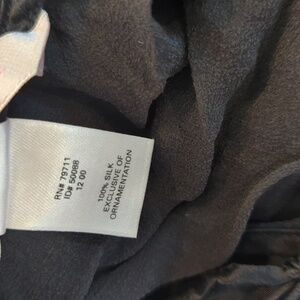 RN# 79711
ID# 50088
12 00
100% SILK
EXCLUSIVE OF
ORNAMENTATION